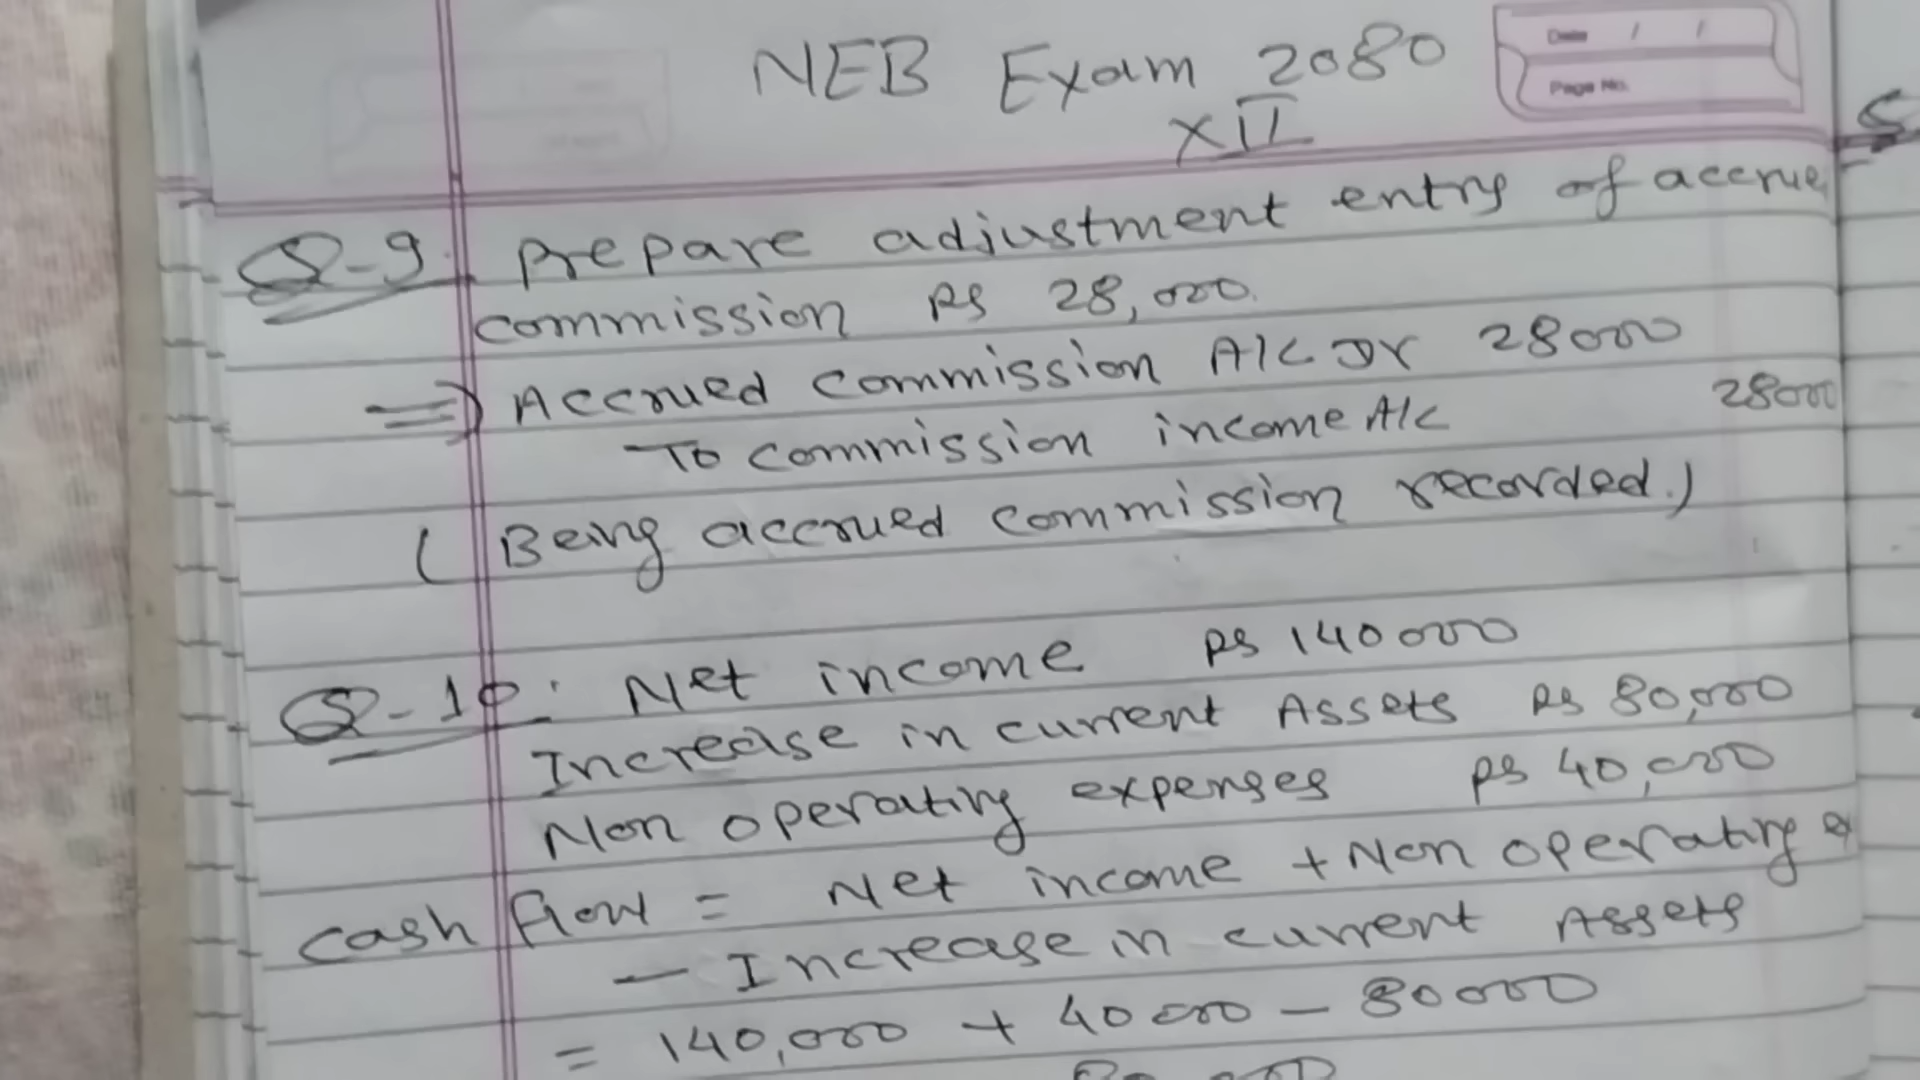 NEB Exam 2080
XII
Date / /
Page No.
Q-9. Prepare adjustment entry of accrue
commission Rs 28,000.
=> Accrued commission A/C Dr 28000
To commission income A/C 28000
(Being accrued commission recorded.)
Q-10. Net income Rs 140000
Increase in current Assets Rs 80,000
Non operating expenses Rs 40,000
cash flow = Net income + Non operating
- Increase in current Assets
= 140,000 + 40000 - 80000